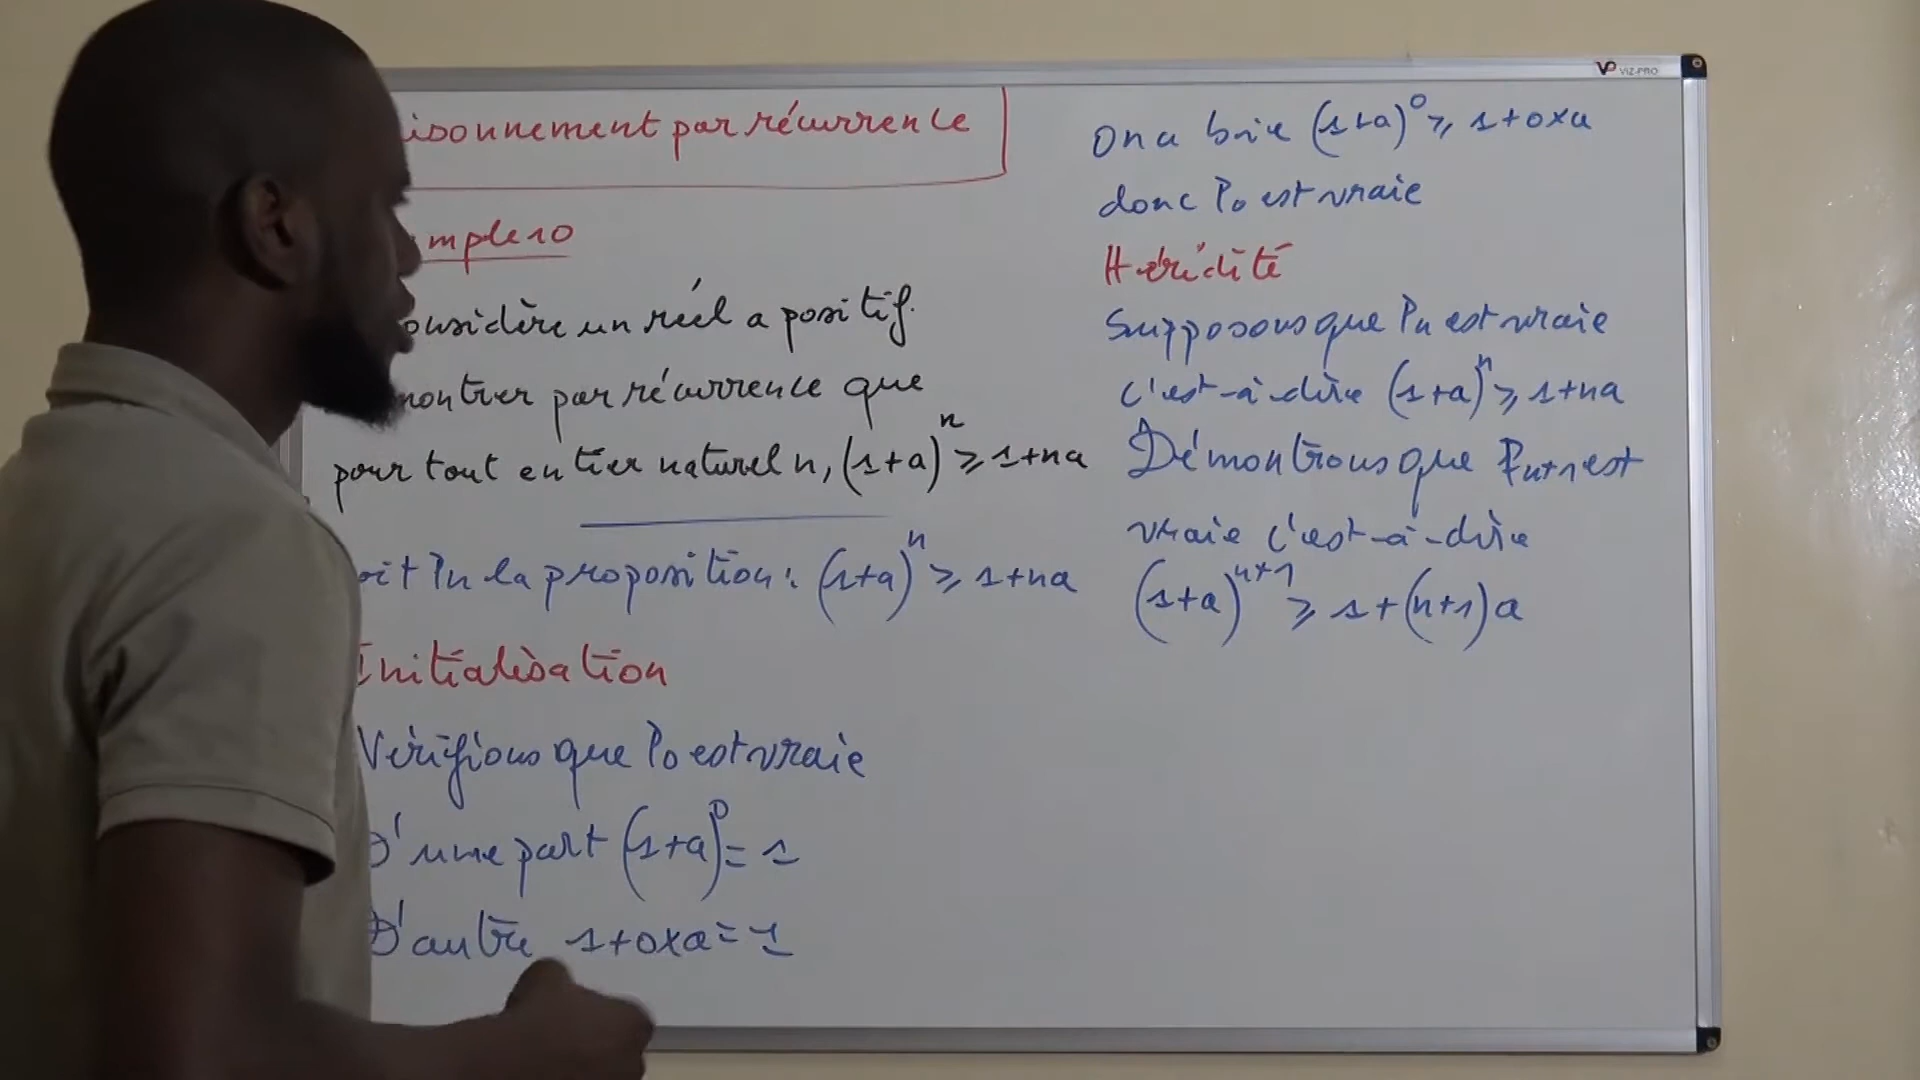 isonnement par récurrence
mple 10
onsidère un réel a positif.
montrer par récurrence que
pour tout entier naturel n, (1+a)^n ≥ 1+na
oit Pn la proposition : (1+a)^n ≥ 1+na
Initialisation
Vérifions que P0 est vraie
D'une part (1+a)^0 = 1
D'autre 1+0xa = 1
VIZ-PRO
On a (1+a)^0 ≥ 1+0xa
donc P0 est vraie
Hérédité
Supposons que Pn est vraie
c'est-à-dire (1+a)^n ≥ 1+na
Démontrons que Pn+1 est
vraie c'est-à-dire
(1+a)^n+1 ≥ 1+(n+1)a